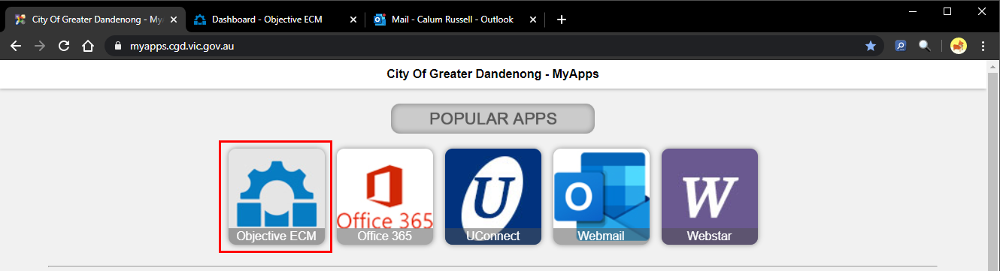 City Of Greater Dandenong - MyA
Dashboard - Objective ECM
Mail - Calum Russell - Outlook
myapps.cgd.vic.gov.au
City Of Greater Dandenong - MyApps
POPULAR APPS
Office 365
U
O
W
Objective ECM
Office 365
UConnect
Webmail
Webstar